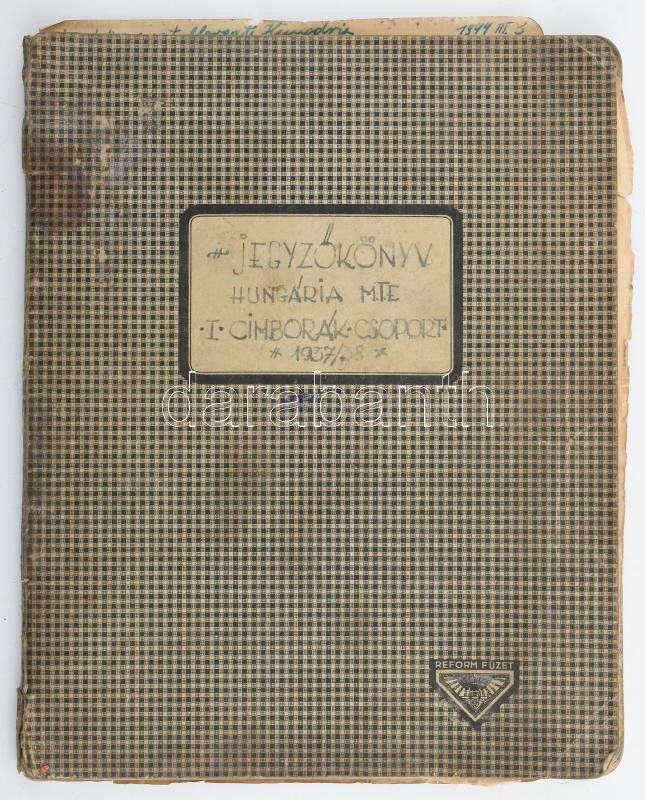 1944 III. 3
" JEGYZŐKÖNYV
HUNGÁRIA MTE
· I · CIMBORÁK · CSOPORT ·
* 1937/38 *
darabanth
REFORM FÜZET